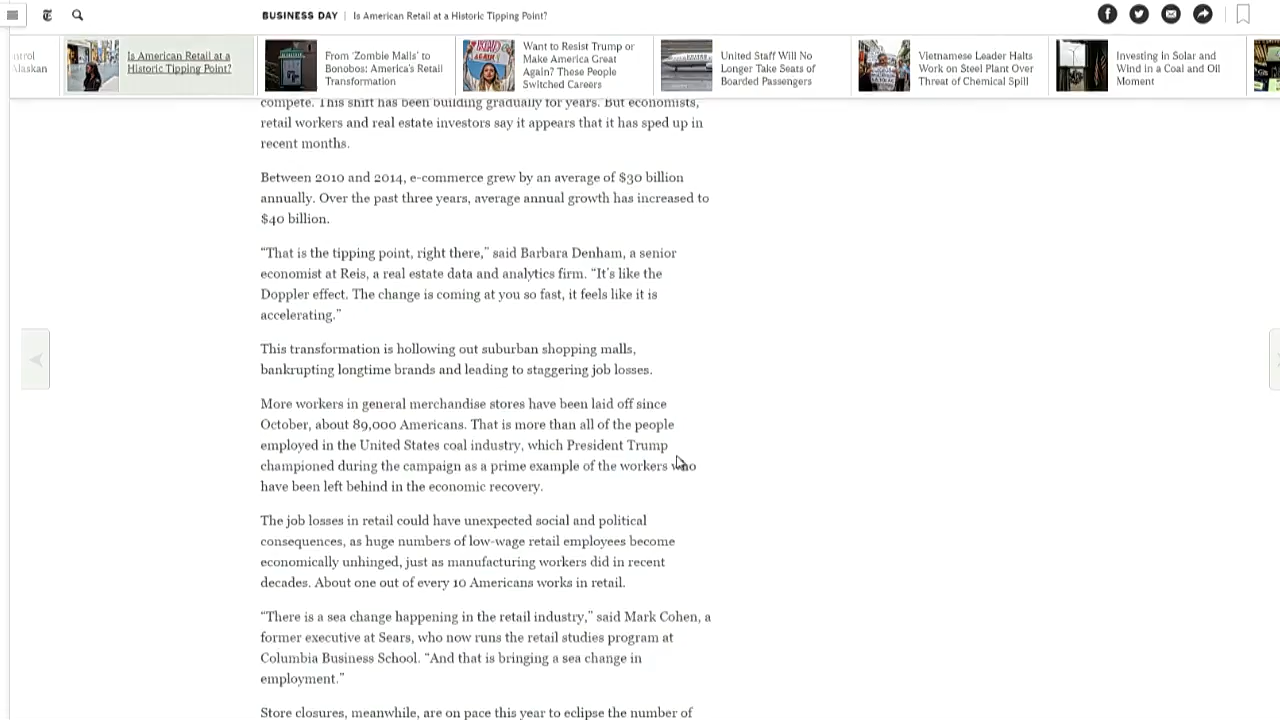 BUSINESS DAY | Is American Retail at a Historic Tipping Point?
ntrol
Alaskan
Is American Retail at a
Historic Tipping Point?
From 'Zombie Malls' to
Bonobos: America's Retail
Transformation
Want to Resist Trump or
Make America Great
Again? These People
Switched Careers
United Staff Will No
Longer Take Seats of
Boarded Passengers
Vietnamese Leader Halts
Work on Steel Plant Over
Threat of Chemical Spill
Investing in Solar and
Wind in a Coal and Oil
Moment
compete. This shift has been building gradually for years. But economists,
retail workers and real estate investors say it appears that it has sped up in
recent months.
Between 2010 and 2014, e-commerce grew by an average of $30 billion
annually. Over the past three years, average annual growth has increased to
$40 billion.
“That is the tipping point, right there,” said Barbara Denham, a senior
economist at Reis, a real estate data and analytics firm. “It's like the
Doppler effect. The change is coming at you so fast, it feels like it is
accelerating.”
This transformation is hollowing out suburban shopping malls,
bankrupting longtime brands and leading to staggering job losses.
More workers in general merchandise stores have been laid off since
October, about 89,000 Americans. That is more than all of the people
employed in the United States coal industry, which President Trump
championed during the campaign as a prime example of the workers who
have been left behind in the economic recovery.
The job losses in retail could have unexpected social and political
consequences, as huge numbers of low-wage retail employees become
economically unhinged, just as manufacturing workers did in recent
decades. About one out of every 10 Americans works in retail.
“There is a sea change happening in the retail industry,” said Mark Cohen, a
former executive at Sears, who now runs the retail studies program at
Columbia Business School. “And that is bringing a sea change in
employment.”
Store closures, meanwhile, are on pace this year to eclipse the number of